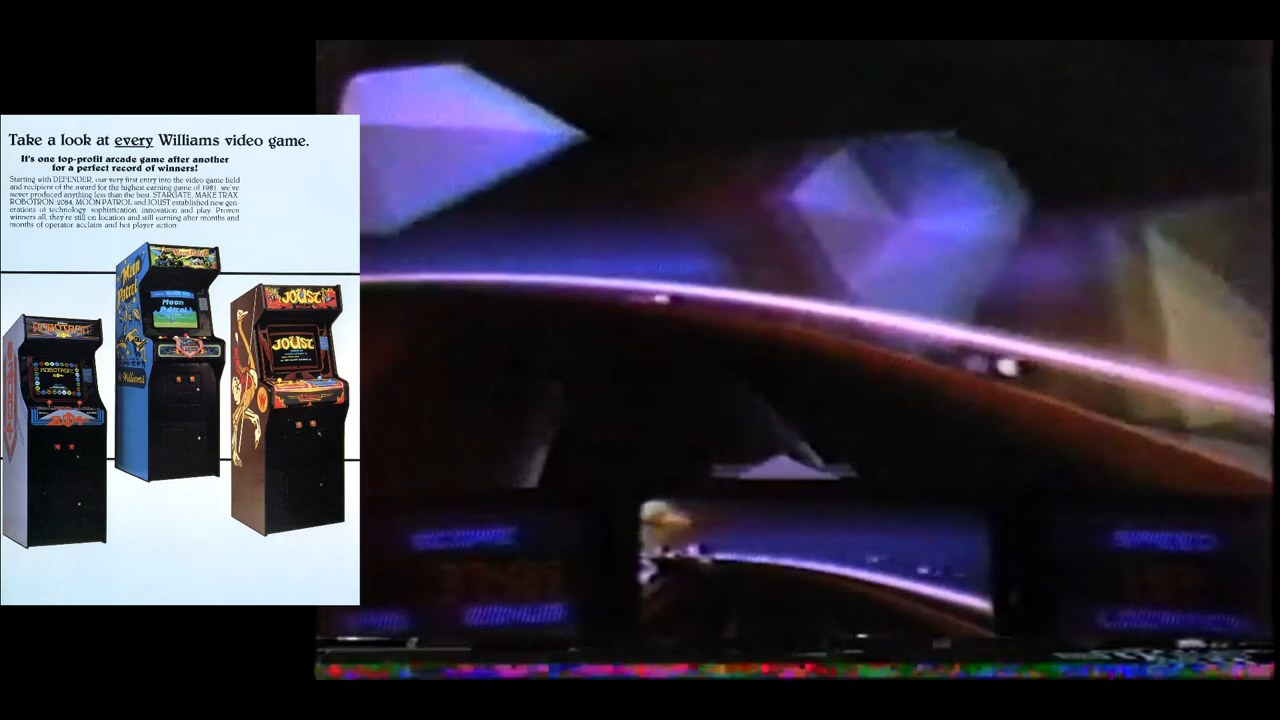 Take a look at every Williams video game.
It's one top-profit arcade game after another
for a perfect record of winners!
Starting with DEFENDER, our very first entry into the video game field
and recipient of the award for the highest earning game of 1981, we've
never produced anything less than the best. STARGATE, MAKE TRAX,
ROBOTRON: 2084, MOON PATROL and JOUST established new gen-
erations of technology, sophistication, innovation and play. Proven
winners all, they're still on location and still earning after months and
months of operator acclaim and hot player action.
Moon Patrol
Moon
Patrol
Williams
JOUST
JOUST
ROBOTRON
ROBOTRON
2084